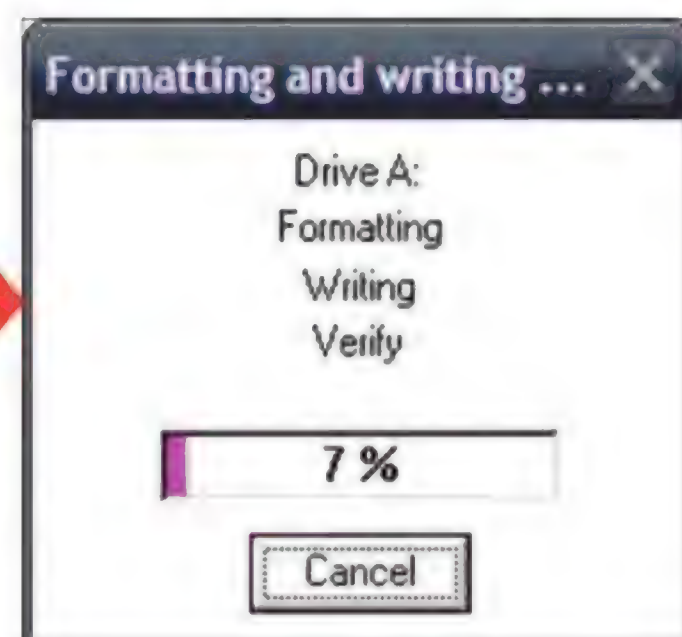 Formatting and writing ...
Drive A:
Formatting
Writing
Verify
7 %
Cancel